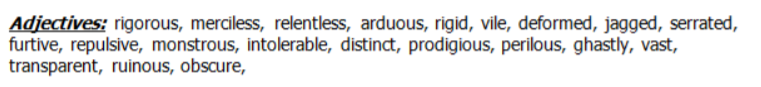 Adjectives: rigorous, merciless, relentless, arduous, rigid, vile, deformed, jagged, serrated,
furtive, repulsive, monstrous, intolerable, distinct, prodigious, perilous, ghastly, vast,
transparent, ruinous, obscure,